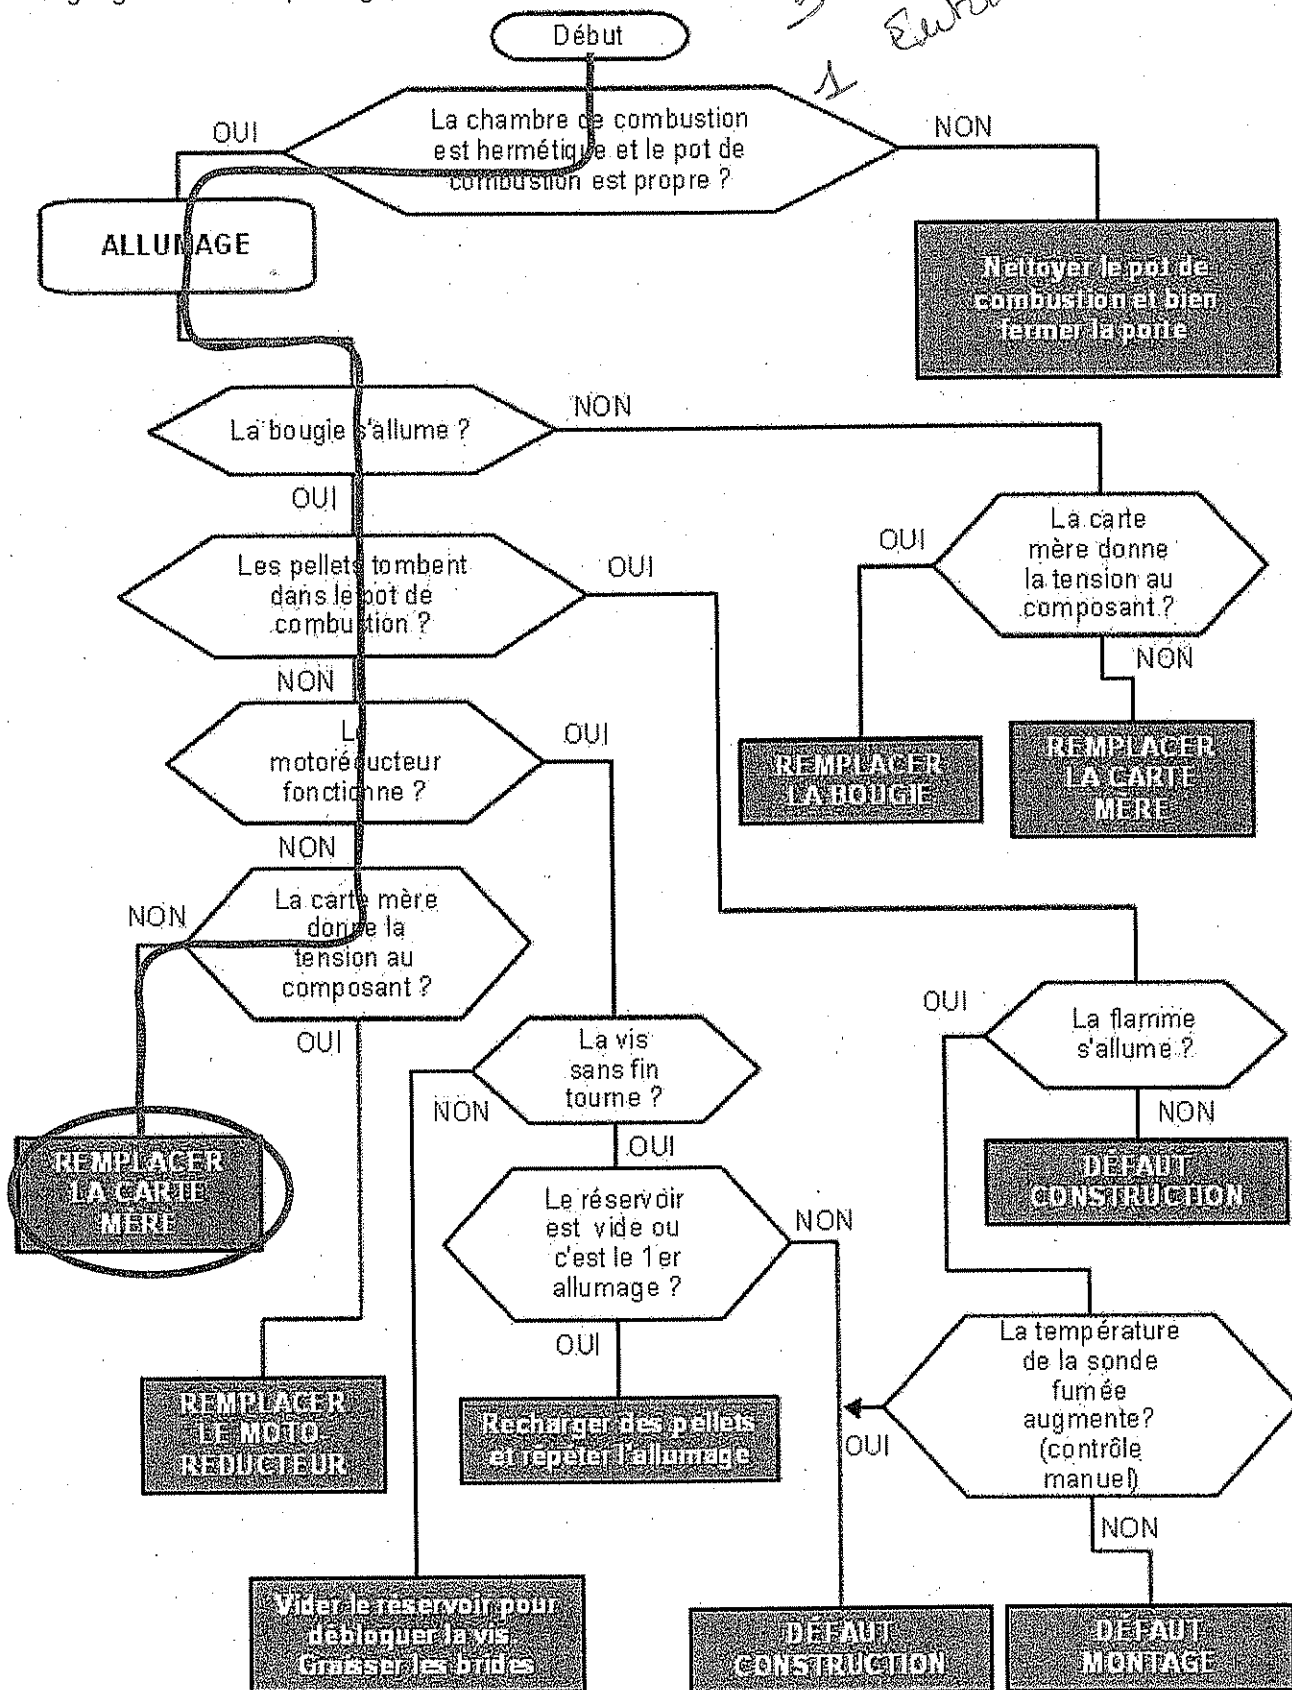 Début
1
OUI
La chambre de combustion
est hermétique et le pot de
combustion est propre ?
NON
ALLUMAGE
Nettoyer le pot de
combustion et bien
fermer la porte
La bougie s'allume ?
NON
OUI
La carte
mère donne
la tension au
composant ?
OUI
NON
Les pellets tombent
dans le pot de
combustion ?
OUI
NON
REMPLACER
LA BOUGIE
REMPLACER
LA CARTE
MÈRE
Le
motoréducteur
fonctionne ?
OUI
NON
La carte mère
donne la
tension au
composant ?
NON
OUI
La vis
sans fin
tourne ?
NON
OUI
La flamme
s'allume ?
OUI
NON
REMPLACER
LA CARTE
MÈRE
DÉFAUT
CONSTRUCTION
Le réservoir
est vide ou
c'est le 1er
allumage ?
NON
OUI
La température
de la sonde
fumée
augmente?
(contrôle
manuel)
OUI
NON
REMPLACER
LE MOTO-
RÉDUCTEUR
Recharger des pellets
et répéter l'allumage
Vider le réservoir pour
débloquer la vis.
Graisser les brides
DÉFAUT
CONSTRUCTION
DÉFAUT
MONTAGE